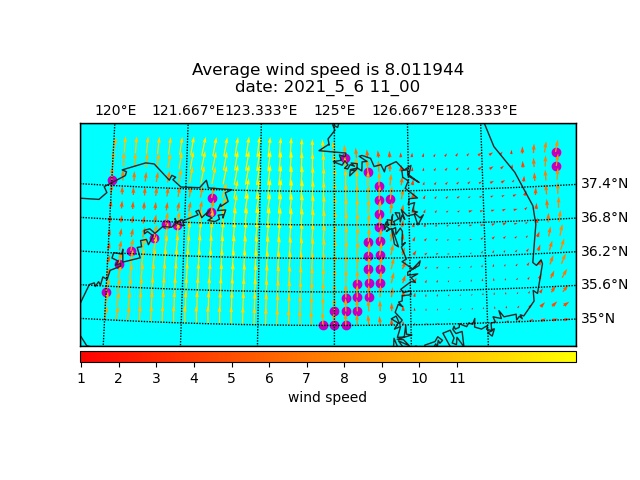 Average wind speed is 8.011944
date: 2021_5_6 11_00
120°E 121.667°E 123.333°E 125°E 126.667°E 128.333°E
37.4°N
36.8°N
36.2°N
35.6°N
35°N
1 2 3 4 5 6 7 8 9 10 11
wind speed